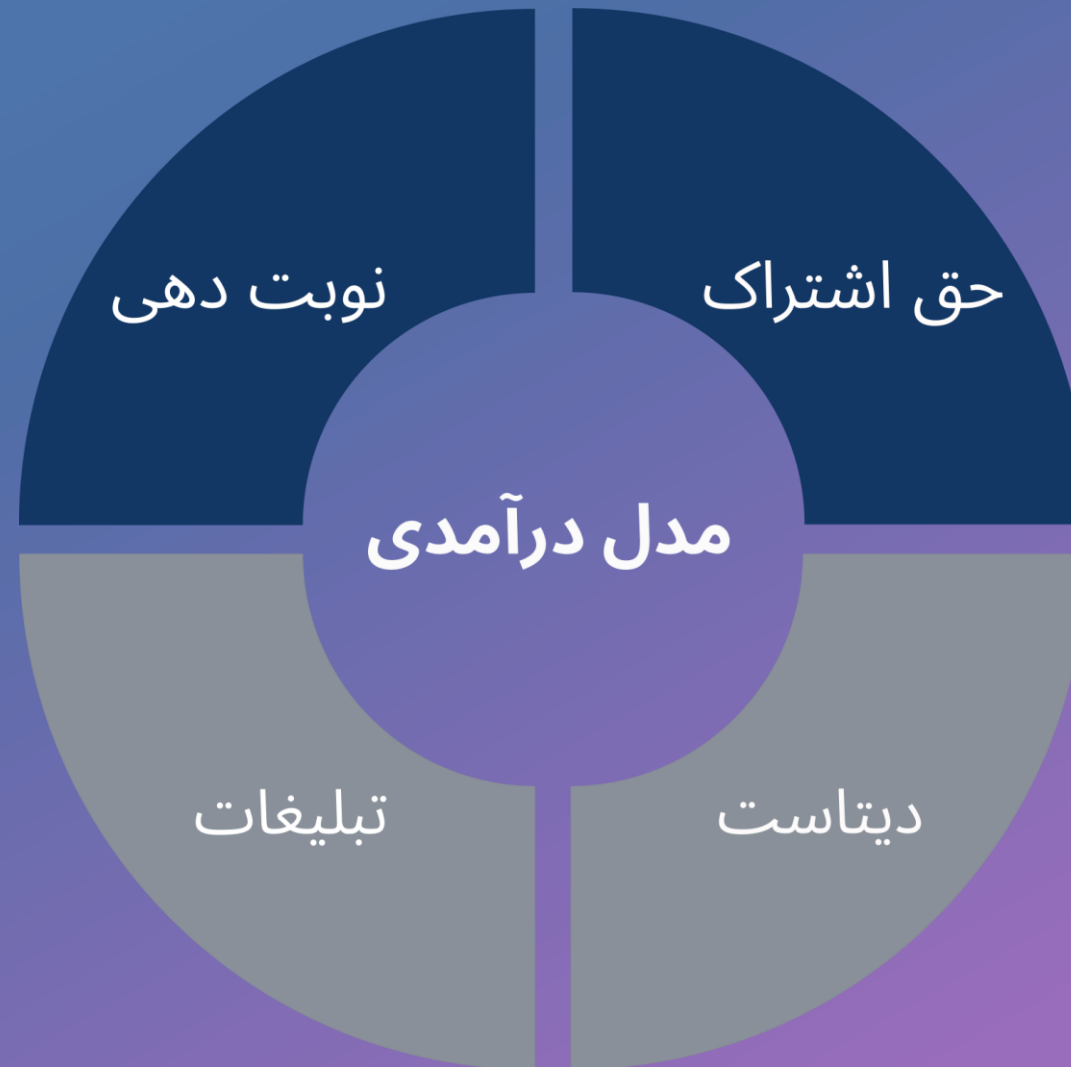 حق اشتراک
نوبت دهی
مدل درآمدی
دیتاست
تبلیغات